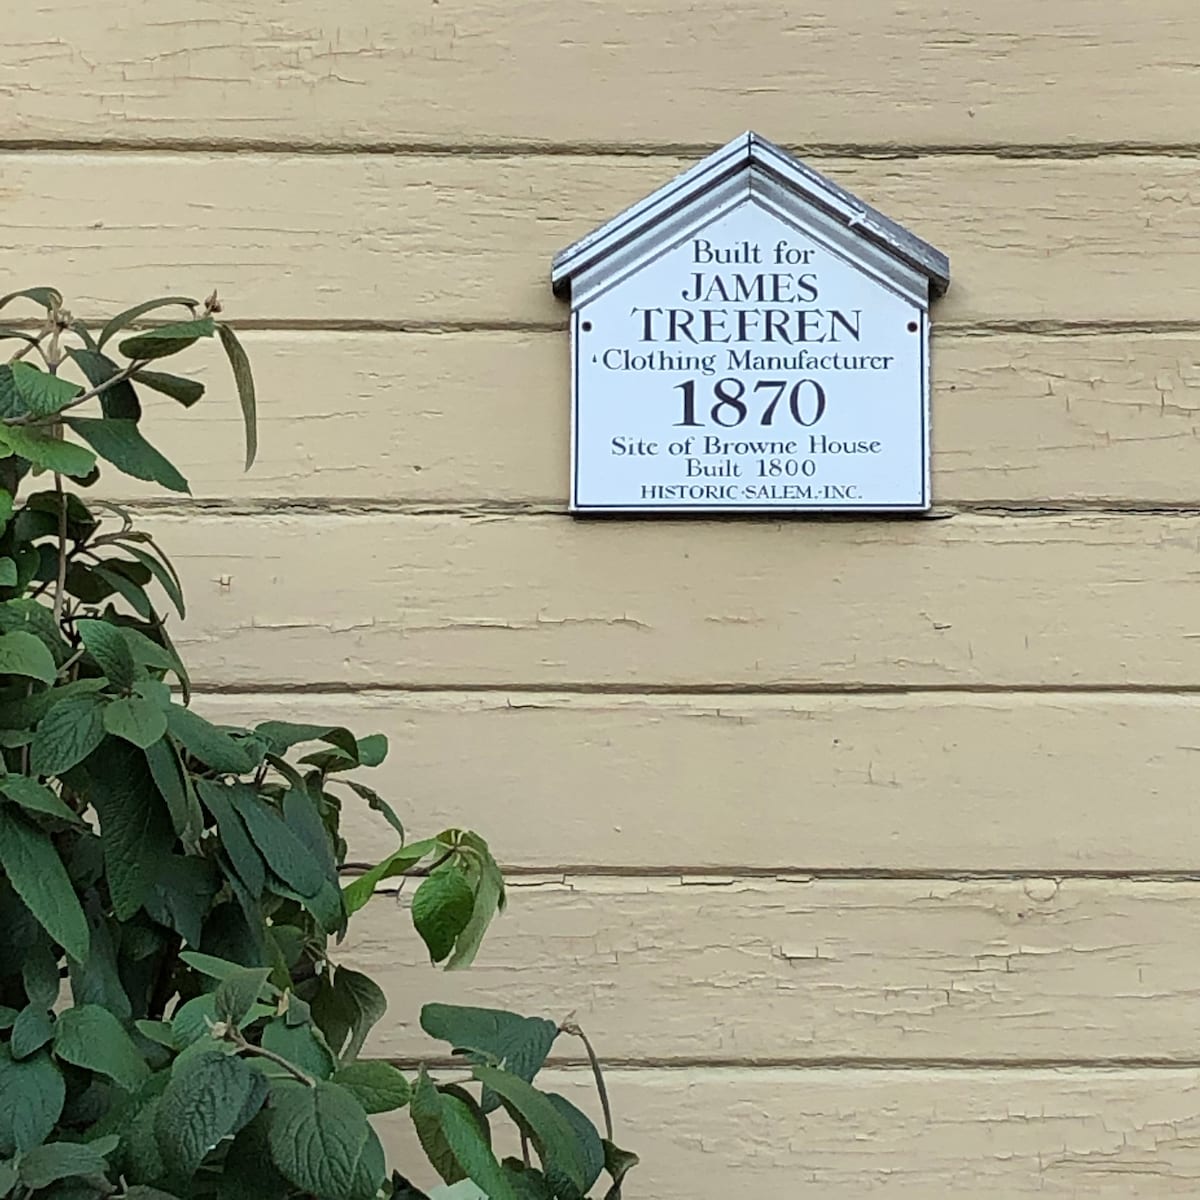 Built for
JAMES
TREFREN
Clothing Manufacturer
1870
Site of Browne House
Built 1800
HISTORIC·SALEM,·INC.